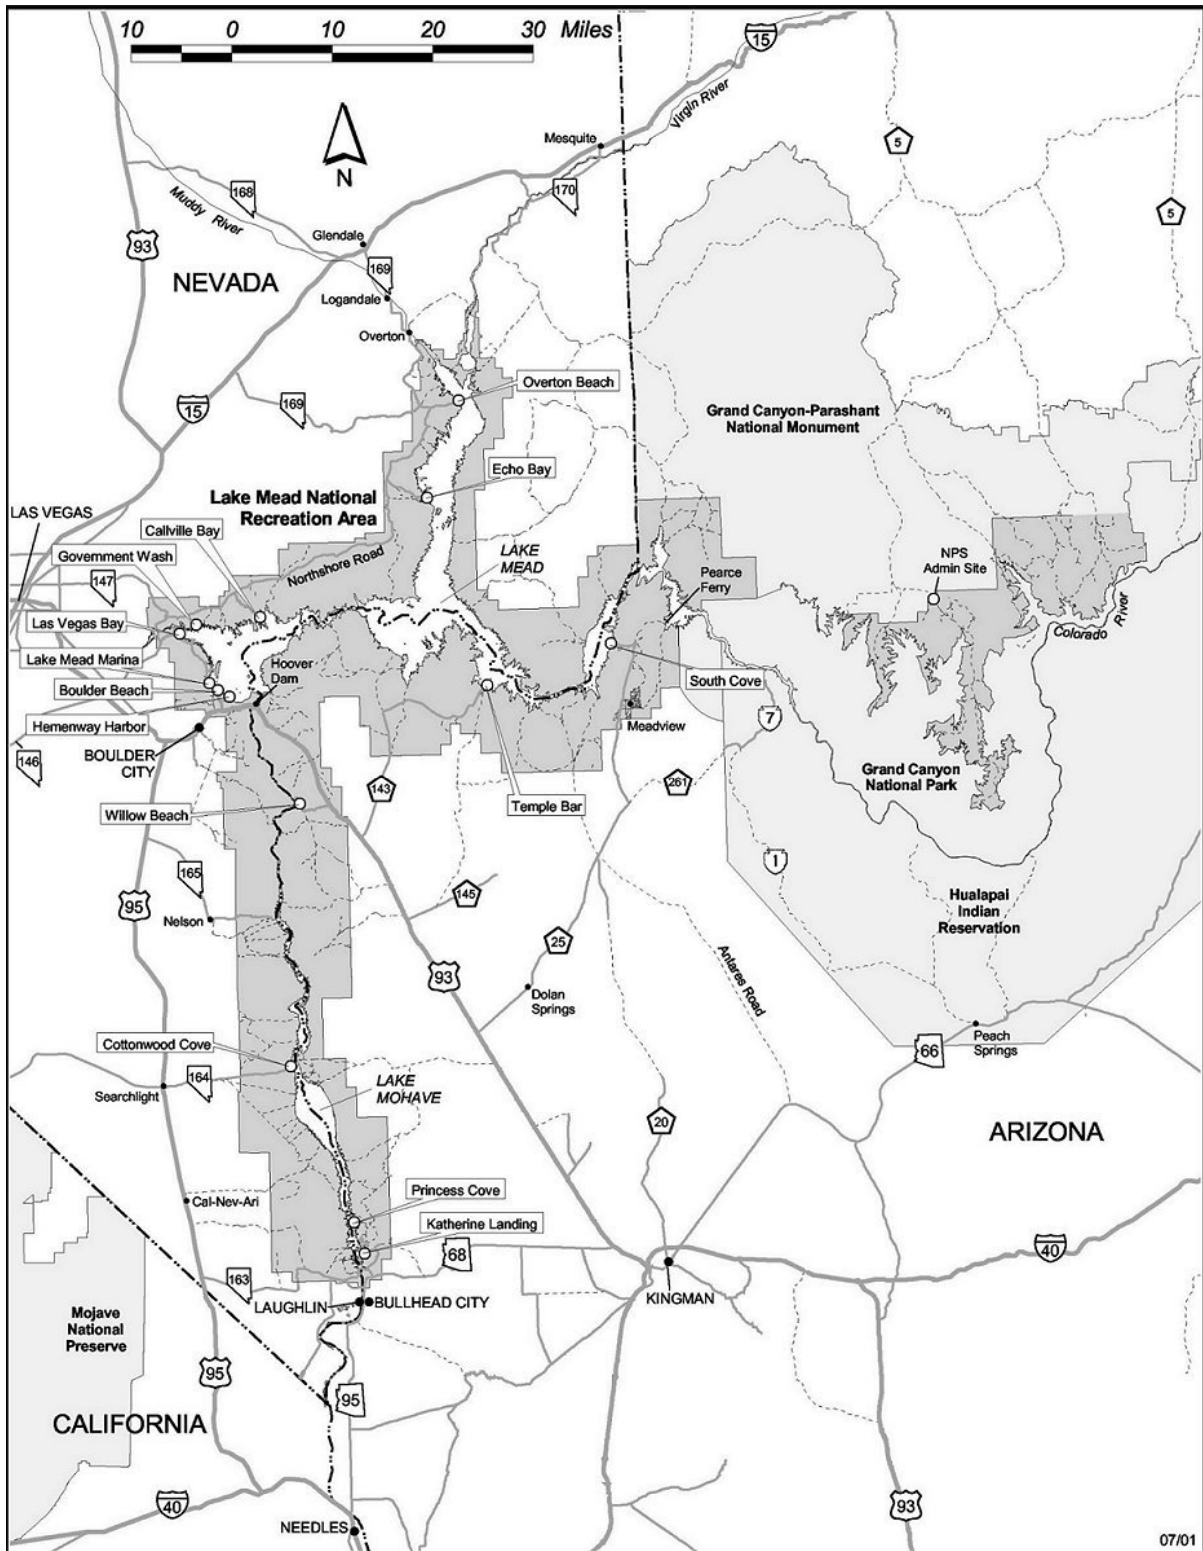 10 0 10 20 30 Miles
N
15
Virgin River
Mesquite
5
170
168
Muddy River
5
93
Glendale
NEVADA
169
Logandale
Overton
Overton Beach
15
169
Grand Canyon-Parashant
National Monument
Echo Bay
Lake Mead National
Recreation Area
LAS VEGAS
Callville Bay
Government Wash
Northshore Road
LAKE
MEAD
NPS
Admin Site
147
Pearce
Ferry
Las Vegas Bay
Colorado River
Lake Mead Marina
Hoover
Dam
South Cove
Boulder Beach
Hemenway Harbor
Meadview
7
BOULDER
CITY
146
Grand Canyon
National Park
143
261
Willow Beach
Temple Bar
1
165
145
95
Nelson
Hualapai
Indian
Reservation
25
93
Antares Road
Dolan
Springs
Peach
Springs
66
Cottonwood Cove
164
Searchlight
LAKE
MOHAVE
20
ARIZONA
Princess Cove
Cal-Nev-Ari
Katherine Landing
68
40
163
KINGMAN
LAUGHLIN
BULLHEAD CITY
Mojave
National
Preserve
95
95
CALIFORNIA
40
93
NEEDLES
07/01